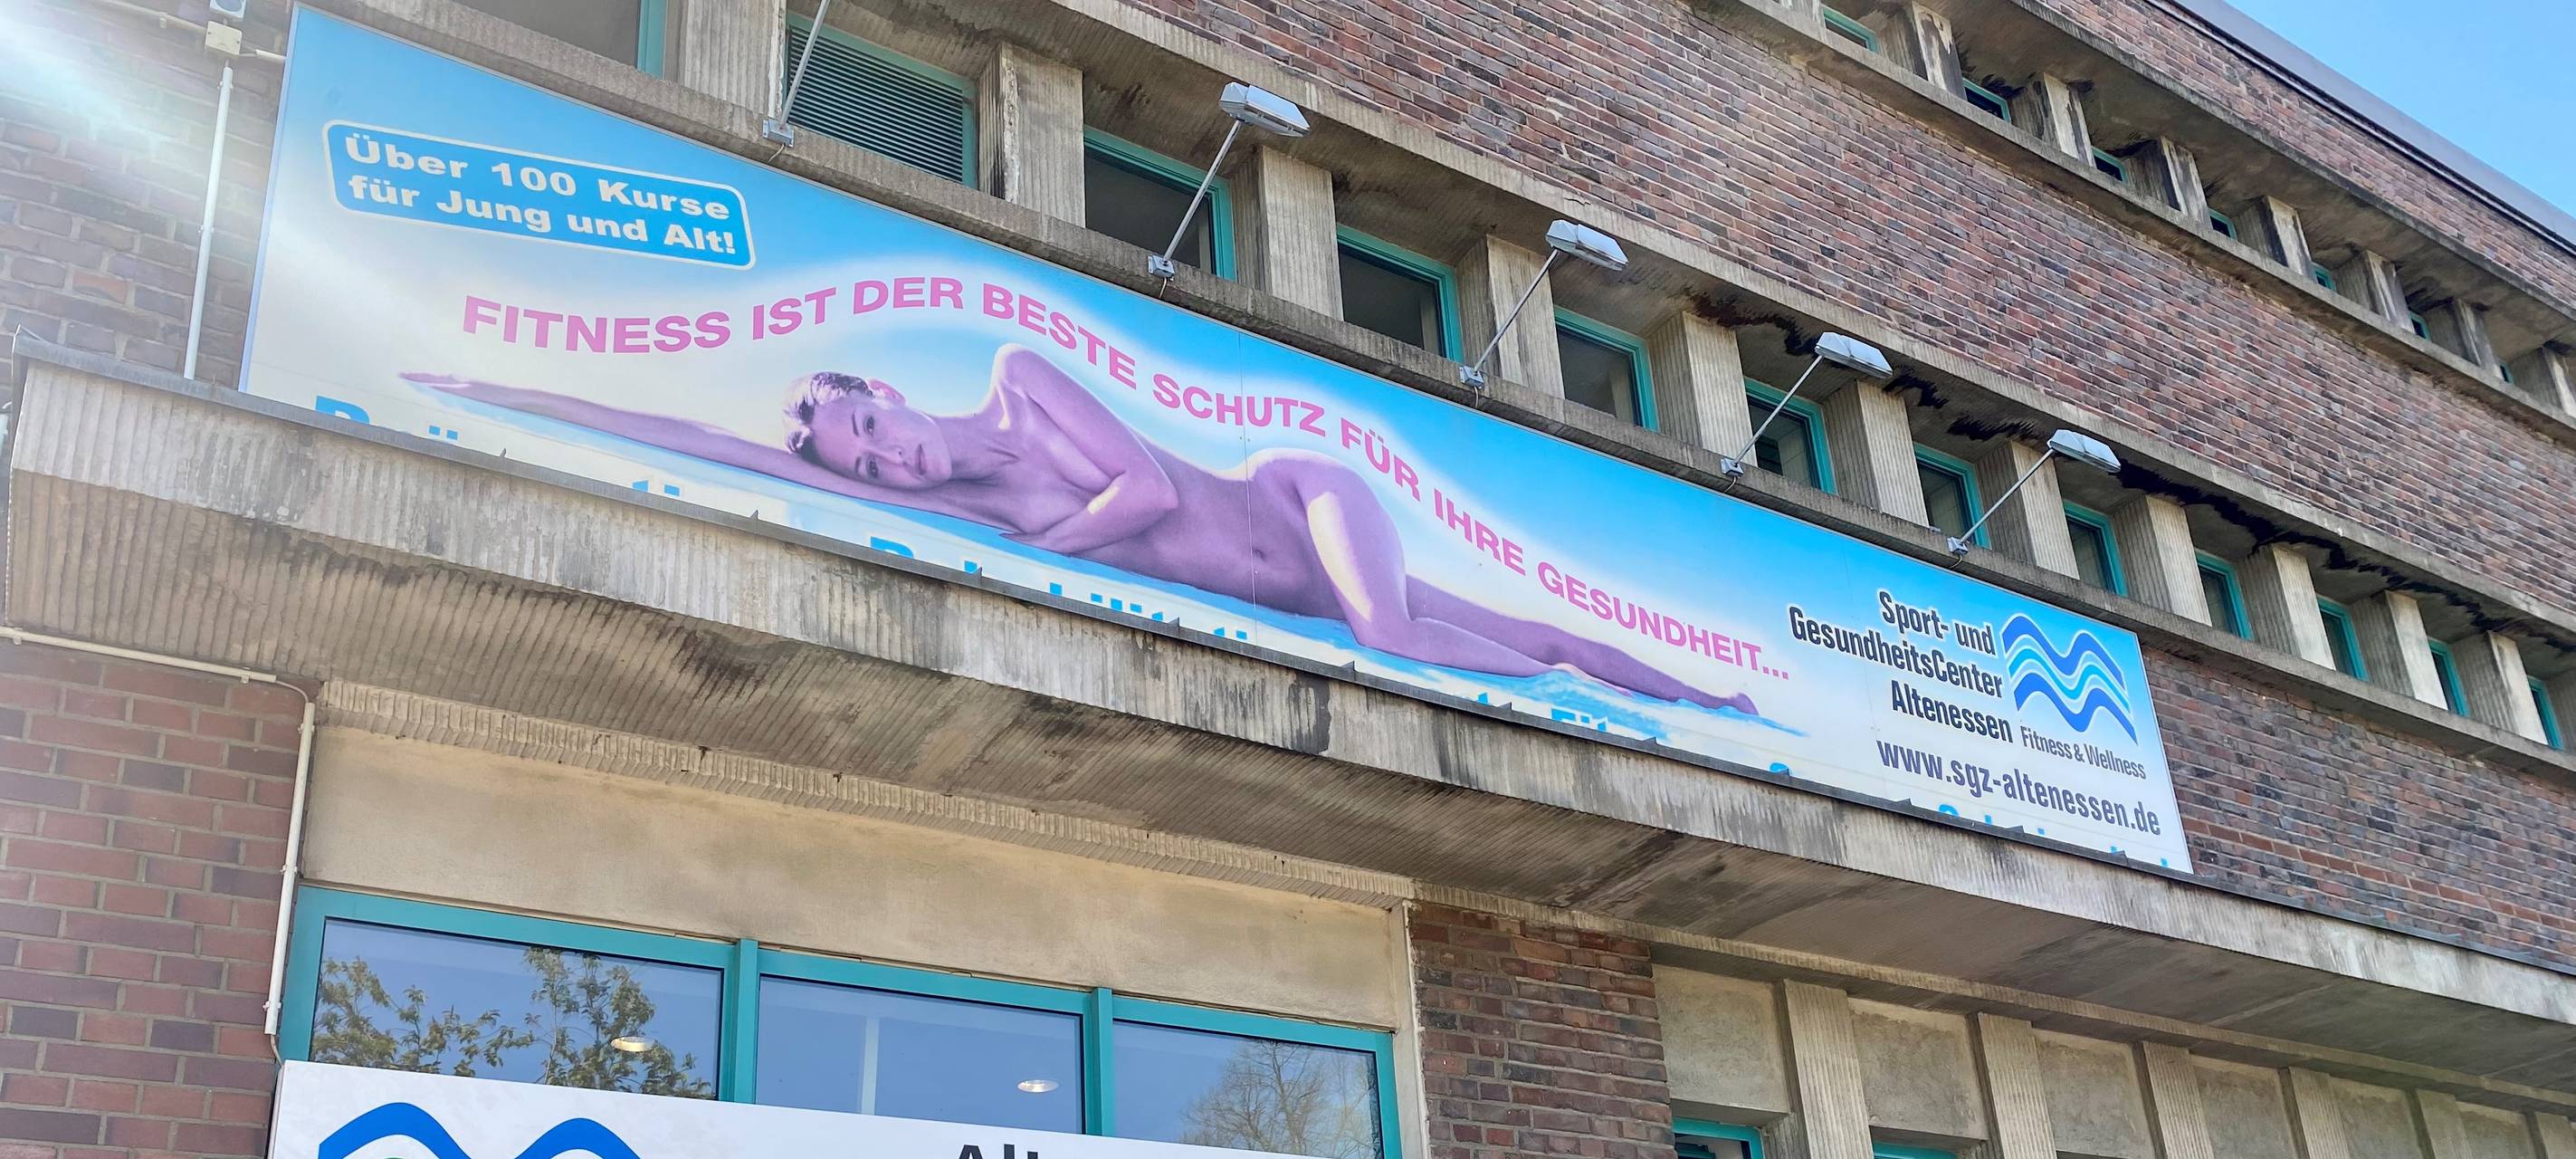 Über 100 Kurse
für Jung und Alt!
FITNESS IST DER BESTE SCHUTZ FÜR IHRE GESUNDHEIT...
Sport- und
GesundheitsCenter
Altenessen
Fitness & Wellness
www.sgz-altenessen.de